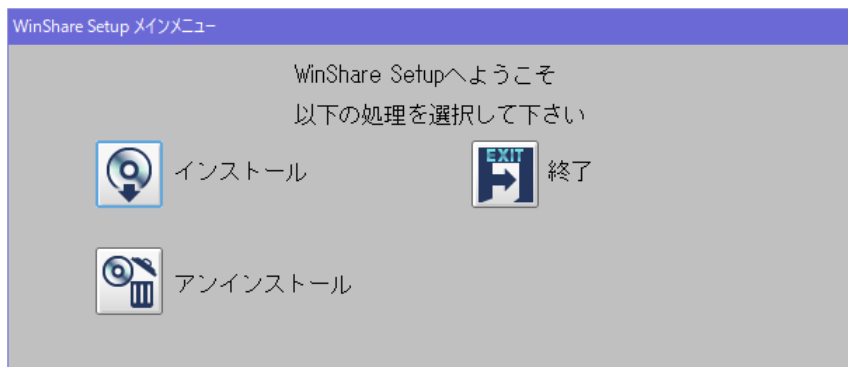 WinShare Setup メインメニュー
WinShare Setupへようこそ
以下の処理を選択して下さい
インストール
EXIT
終了
アンインストール